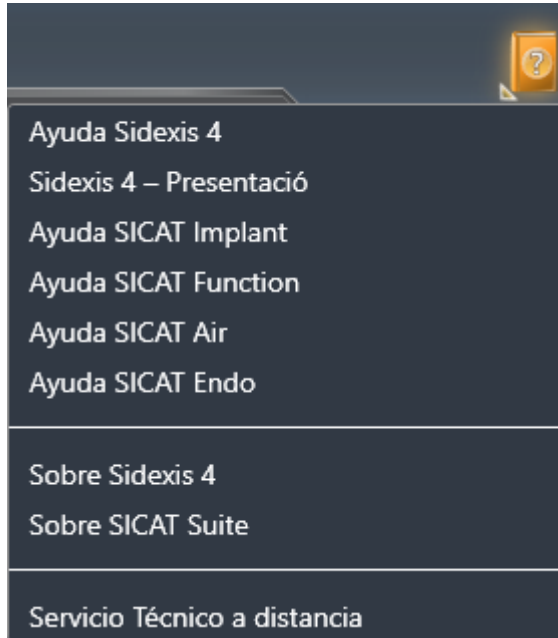 ?
Ayuda Sidexis 4
Sidexis 4 – Presentació
Ayuda SICAT Implant
Ayuda SICAT Function
Ayuda SICAT Air
Ayuda SICAT Endo
Sobre Sidexis 4
Sobre SICAT Suite
Servicio Técnico a distancia